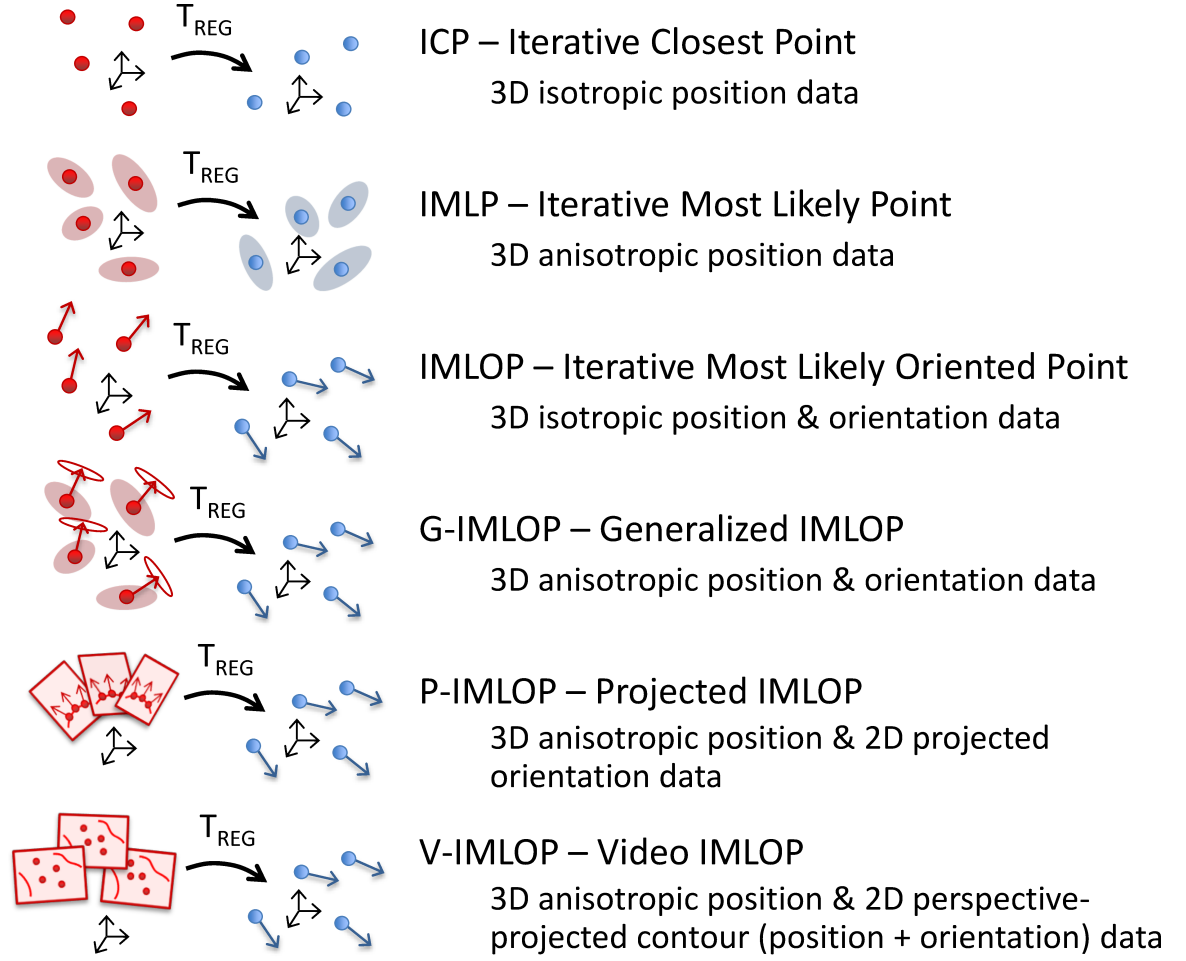 T_REG
ICP – Iterative Closest Point
3D isotropic position data
T_REG
IMLP – Iterative Most Likely Point
3D anisotropic position data
T_REG
IMLOP – Iterative Most Likely Oriented Point
3D isotropic position & orientation data
T_REG
G-IMLOP – Generalized IMLOP
3D anisotropic position & orientation data
T_REG
P-IMLOP – Projected IMLOP
3D anisotropic position & 2D projected
orientation data
T_REG
V-IMLOP – Video IMLOP
3D anisotropic position & 2D perspective-
projected contour (position + orientation) data